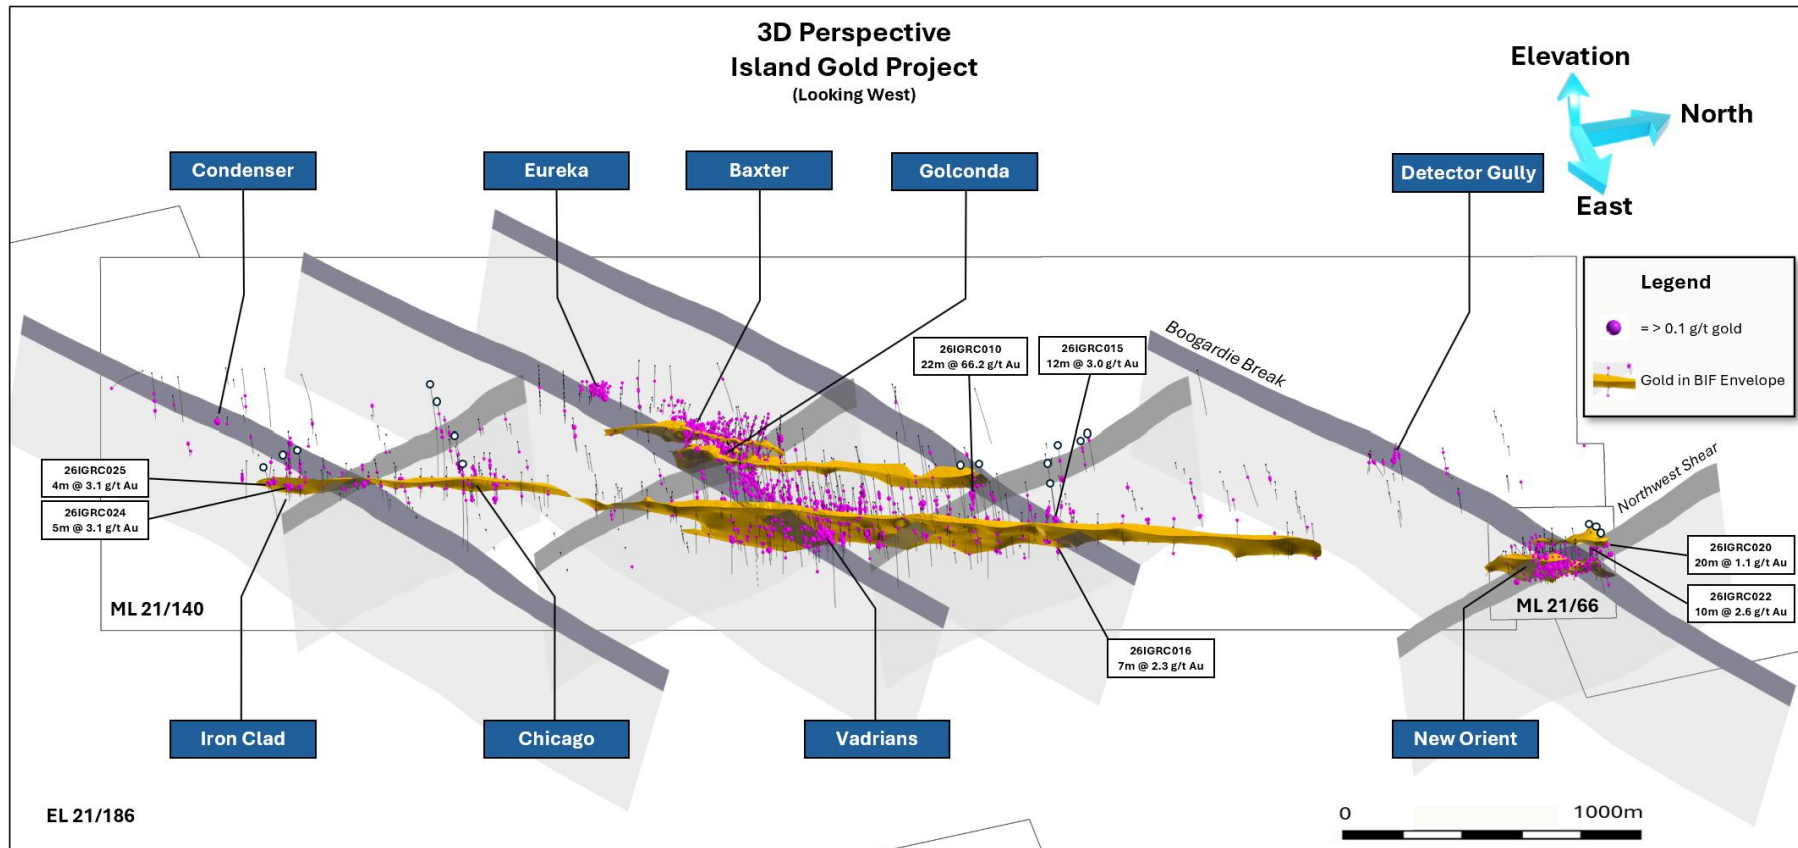 3D Perspective
Island Gold Project
(Looking West)
Elevation
North
East
Condenser
Eureka
Baxter
Golconda
Detector Gully
Legend
= > 0.1 g/t gold
Gold in BIF Envelope
Boogardie Break
26IGRC010
22m @ 66.2 g/t Au
26IGRC015
12m @ 3.0 g/t Au
26IGRC025
4m @ 3.1 g/t Au
26IGRC024
5m @ 3.1 g/t Au
Northwest Shear
26IGRC020
20m @ 1.1 g/t Au
26IGRC022
10m @ 2.6 g/t Au
ML 21/140
ML 21/66
26IGRC016
7m @ 2.3 g/t Au
Iron Clad
Chicago
Vadrians
New Orient
EL 21/186
0
1000m